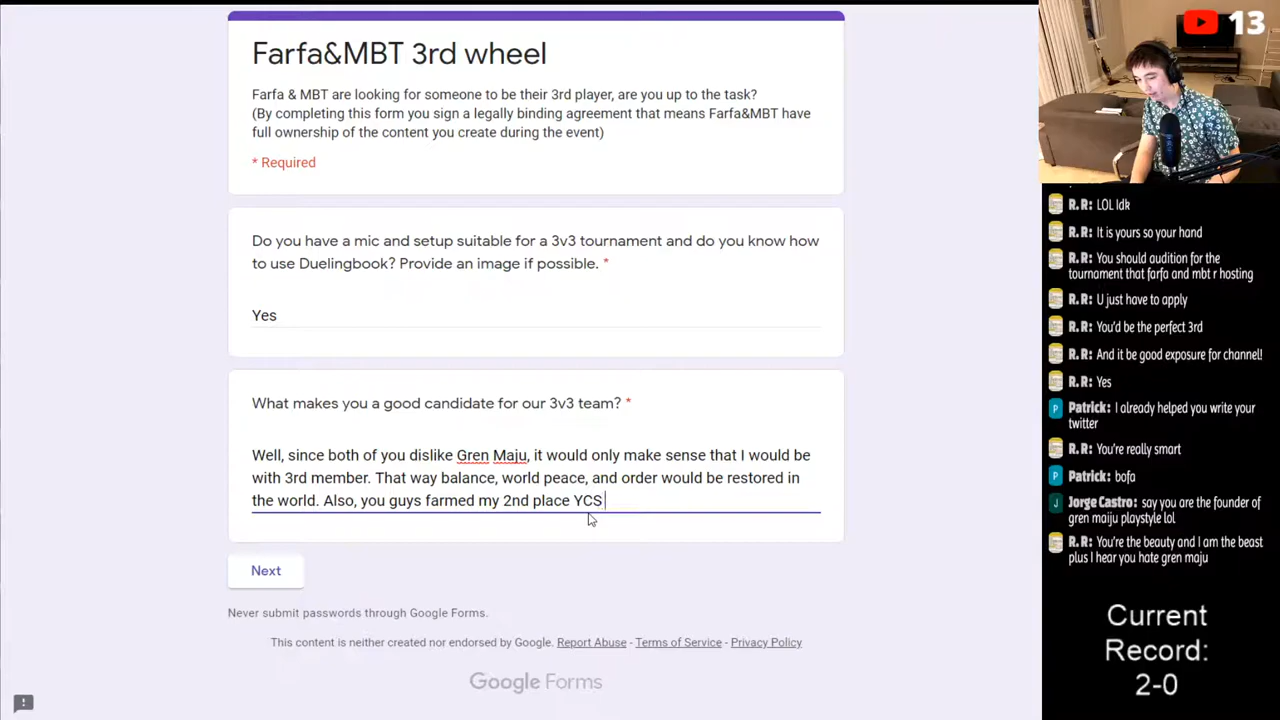 Farfa&MBT 3rd wheel
Farfa & MBT are looking for someone to be their 3rd player, are you up to the task?
(By completing this form you sign a legally binding agreement that means Farfa&MBT have
full ownership of the content you create during the event)
* Required
Do you have a mic and setup suitable for a 3v3 tournament and do you know how
to use Duelingbook? Provide an image if possible. *
Yes
What makes you a good candidate for our 3v3 team? *
Well, since both of you dislike Gren Maju, it would only make sense that I would be
with 3rd member. That way balance, world peace, and order would be restored in
the world. Also, you guys farmed my 2nd place YCS
Next
Never submit passwords through Google Forms.
This content is neither created nor endorsed by Google. Report Abuse - Terms of Service - Privacy Policy
Google Forms
13
R.R: LOL Idk
R.R: It is yours so your hand
R.R: You should audition for the
tournament that farfa and mbt r hosting
R.R: U just have to apply
R.R: You'd be the perfect 3rd
R.R: And it be good exposure for channel!
R.R: Yes
P Patrick: I already helped you write your
twitter
R.R: You're really smart
P Patrick: bofa
J Jorge Castro: say you are the founder of
gren maiju playstyle lol
R.R: You're the beauty and I am the beast
plus I hear you hate gren maju
Current
Record:
2-0